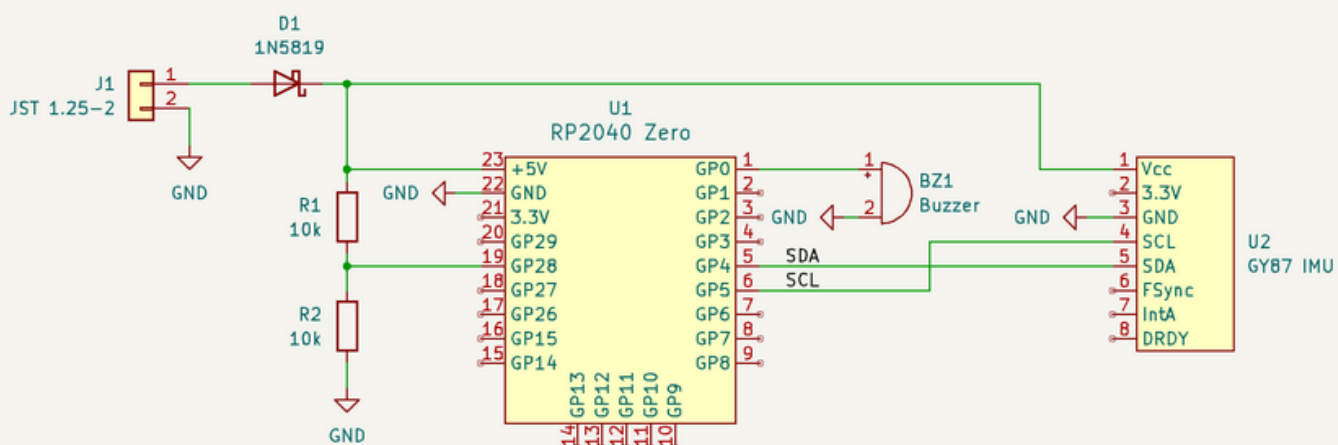 D1
1N5819
J1
JST 1.25-2
1
2
GND
U1
RP2040 Zero
23 +5V
22 GND
21 3.3V
20 GP29
19 GP28
18 GP27
17 GP26
16 GP15
15 GP14
GND
GP0 1
GP1 2
GP2 3
GP3 4
GP4 5
GP5 6
GP6 7
GP7 8
GP8 9
14 GP13
13 GP12
12 GP11
11 GP10
10 GP9
R1
10k
R2
10k
GND
1
+
2
BZ1
Buzzer
GND
SDA
SCL
GND
1 Vcc
2 3.3V
3 GND
4 SCL
5 SDA
6 FSync
7 IntA
8 DRDY
U2
GY87 IMU